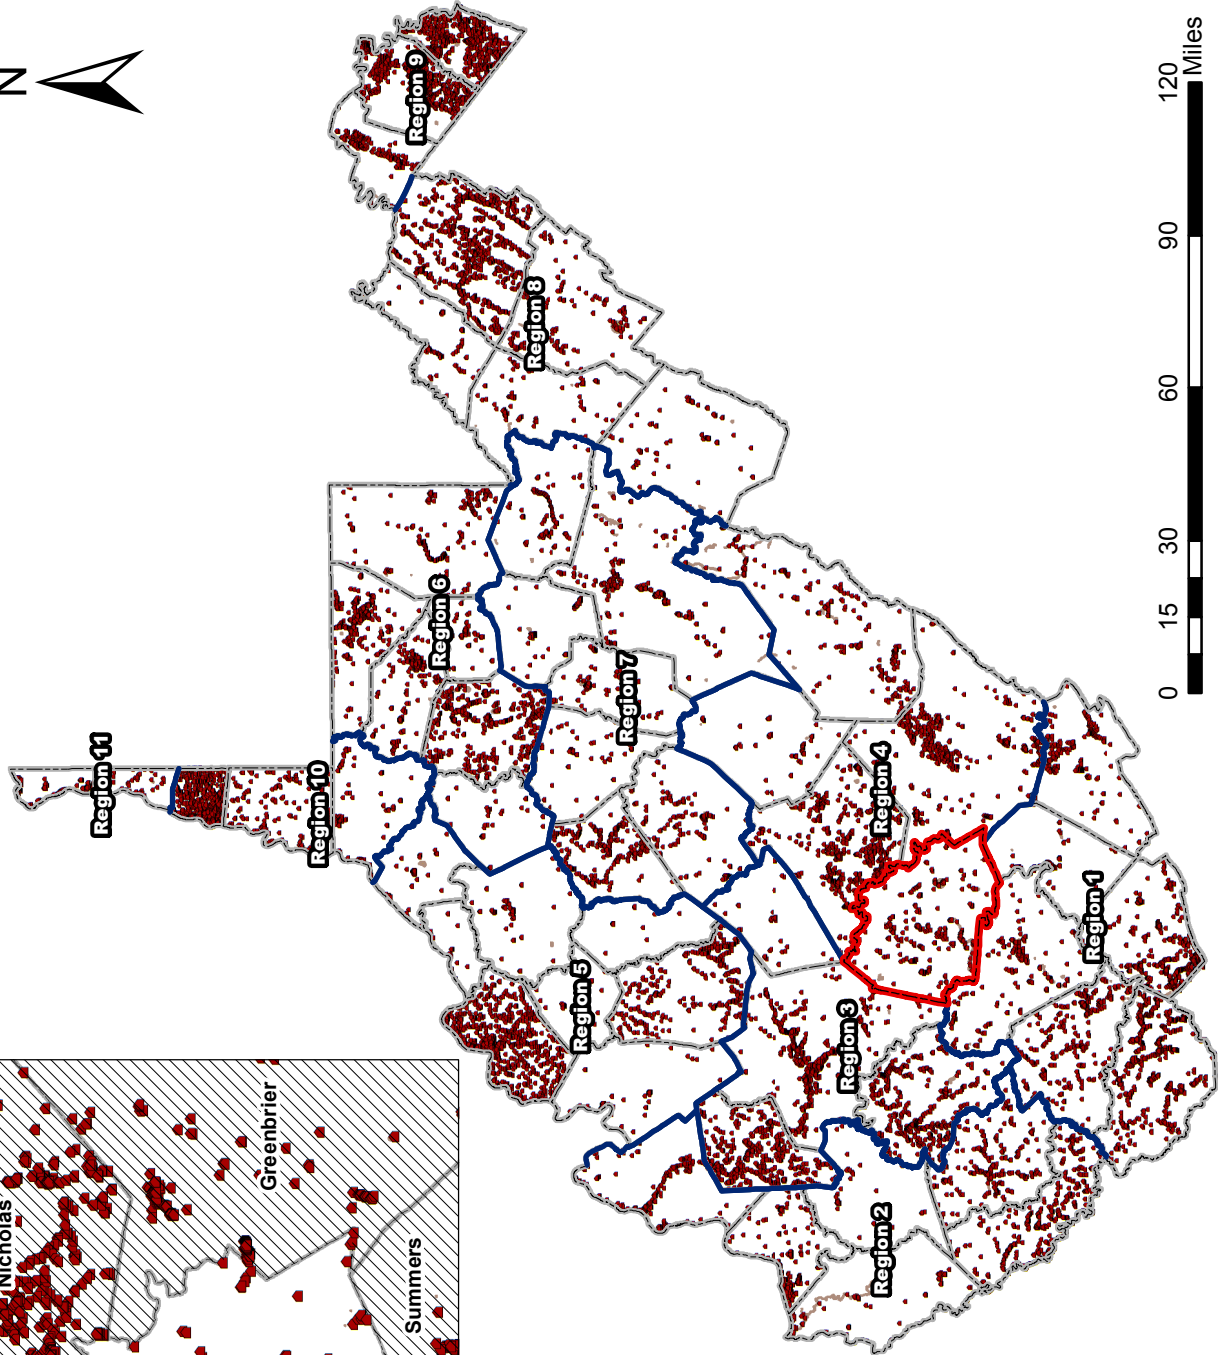 N
Region 9
Region 8
Region 6
Region 11
Region 10
Region 7
Region 5
Region 4
Region 3
Region 2
Region 1
Nicholas
Greenbrier
Summers
0 15 30 60 90 120
Miles